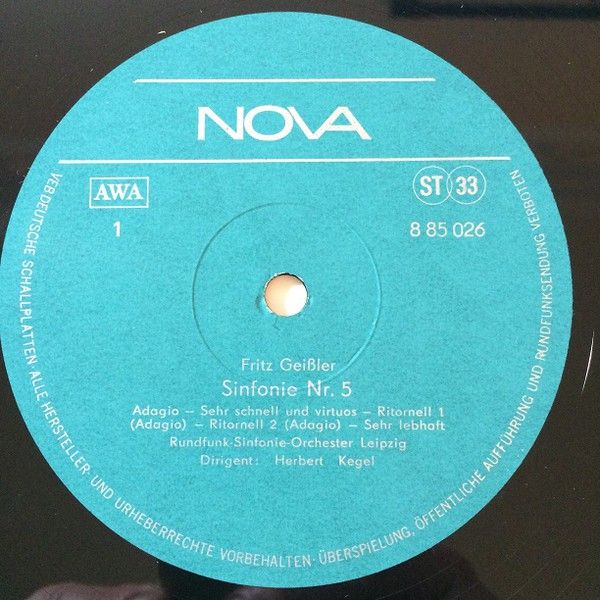 NOVA
AWA
ST 33
1
8 85 026
Fritz Geißler
Sinfonie Nr. 5
Adagio – Sehr schnell und virtuos – Ritornell 1
(Adagio) – Ritornell 2 (Adagio) – Sehr lebhaft
Rundfunk-Sinfonie-Orchester Leipzig
Dirigent: Herbert Kegel
VEB DEUTSCHE SCHALLPLATTEN · ALLE HERSTELLER- UND URHEBERRECHTE VORBEHALTEN · ÜBERSPIELUNG, ÖFFENTLICHE AUFFÜHRUNG UND RUNDFUNKSENDUNG VERBOTEN